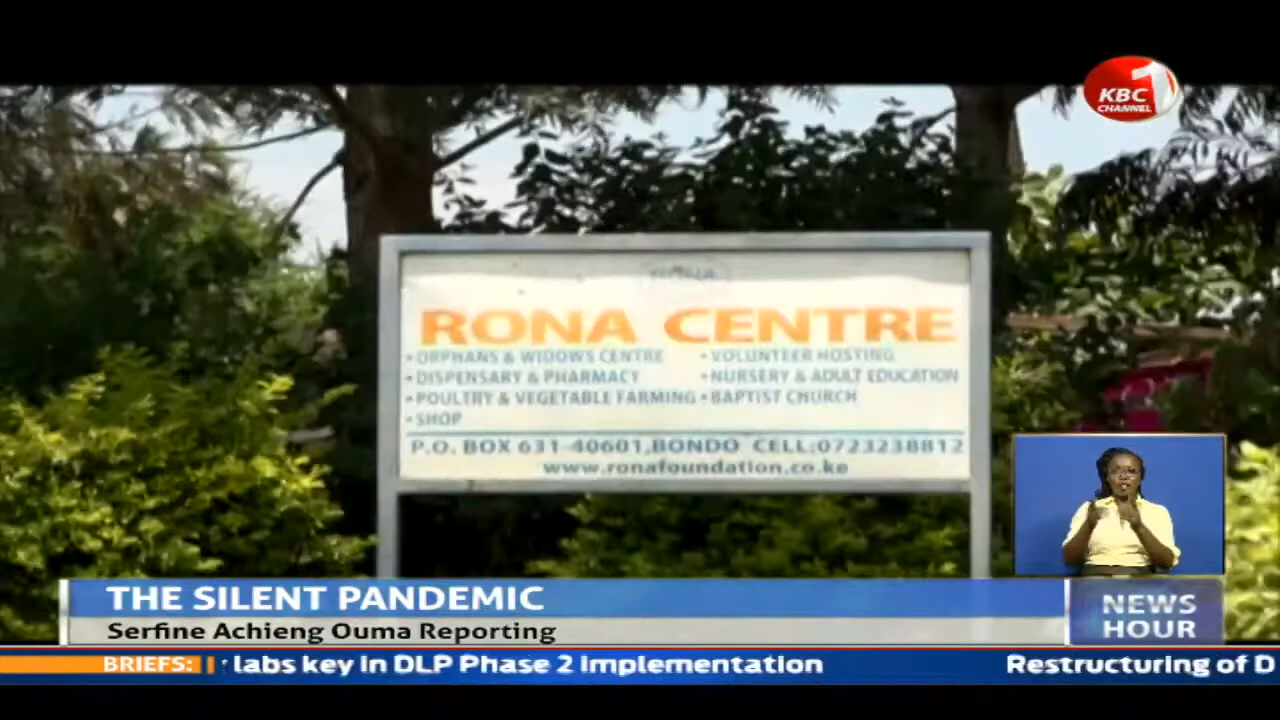 KBC 1
CHANNEL
RONA
RONA CENTRE
• ORPHANS & WIDOWS CENTRE • VOLUNTEER HOSTING
• DISPENSARY & PHARMACY • NURSERY & ADULT EDUCATION
• POULTRY & VEGETABLE FARMING • BAPTIST CHURCH
• SHOP
P.O. BOX 631-40601,BONDO CELL:0723238812
www.ronafoundation.co.ke
THE SILENT PANDEMIC
Serfine Achieng Ouma Reporting
NEWS
HOUR
BRIEFS: labs key in DLP Phase 2 implementation Restructuring of D